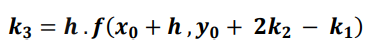 k₃ = h . f(x₀ + h , y₀ + 2k₂ − k₁)